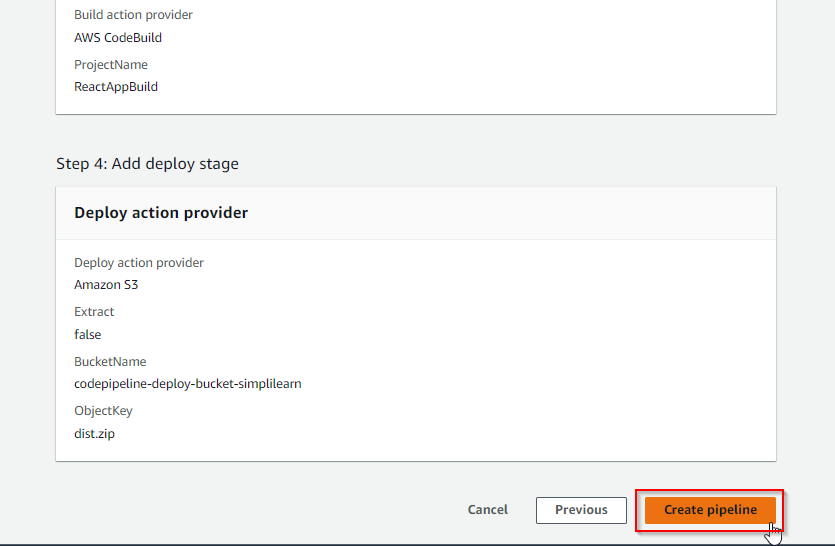 Build action provider
AWS CodeBuild
ProjectName
ReactAppBuild
Step 4: Add deploy stage
Deploy action provider
Deploy action provider
Amazon S3
Extract
false
BucketName
codepipeline-deploy-bucket-simplilearn
ObjectKey
dist.zip
Cancel
Previous
Create pipeline